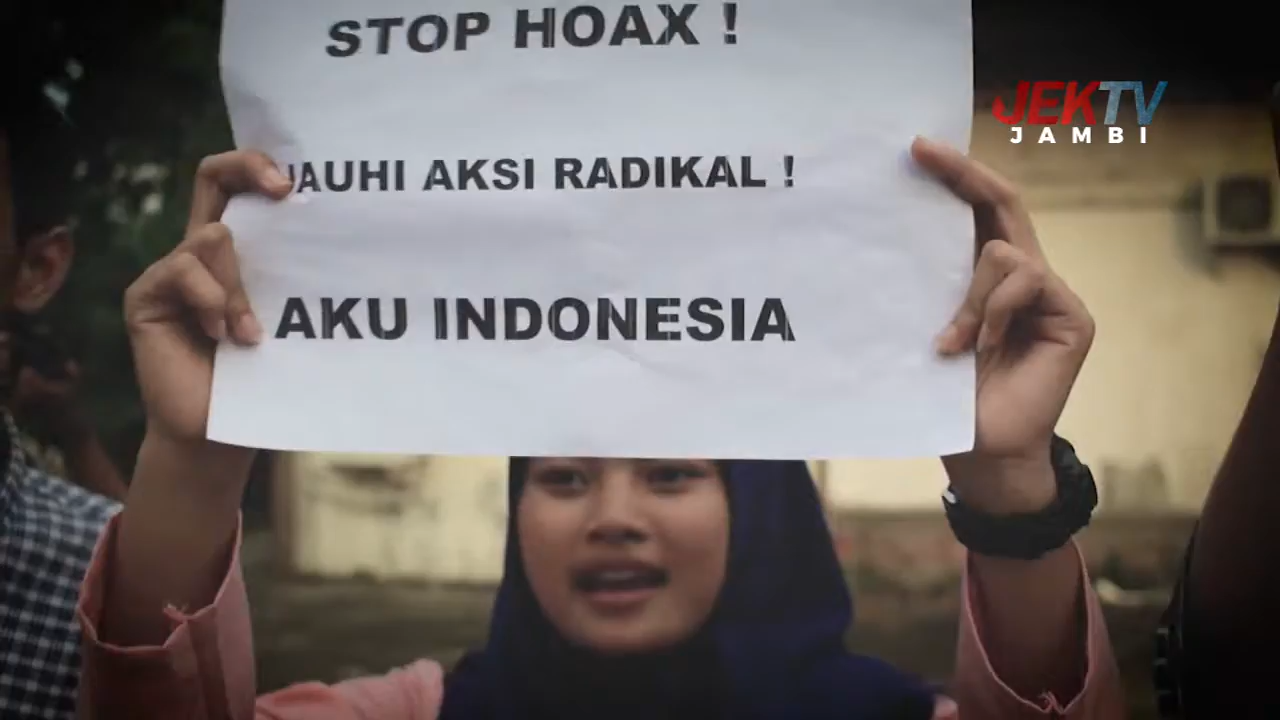 STOP HOAX !
JEKTV
JAMBI
JAUHI AKSI RADIKAL !
AKU INDONESIA